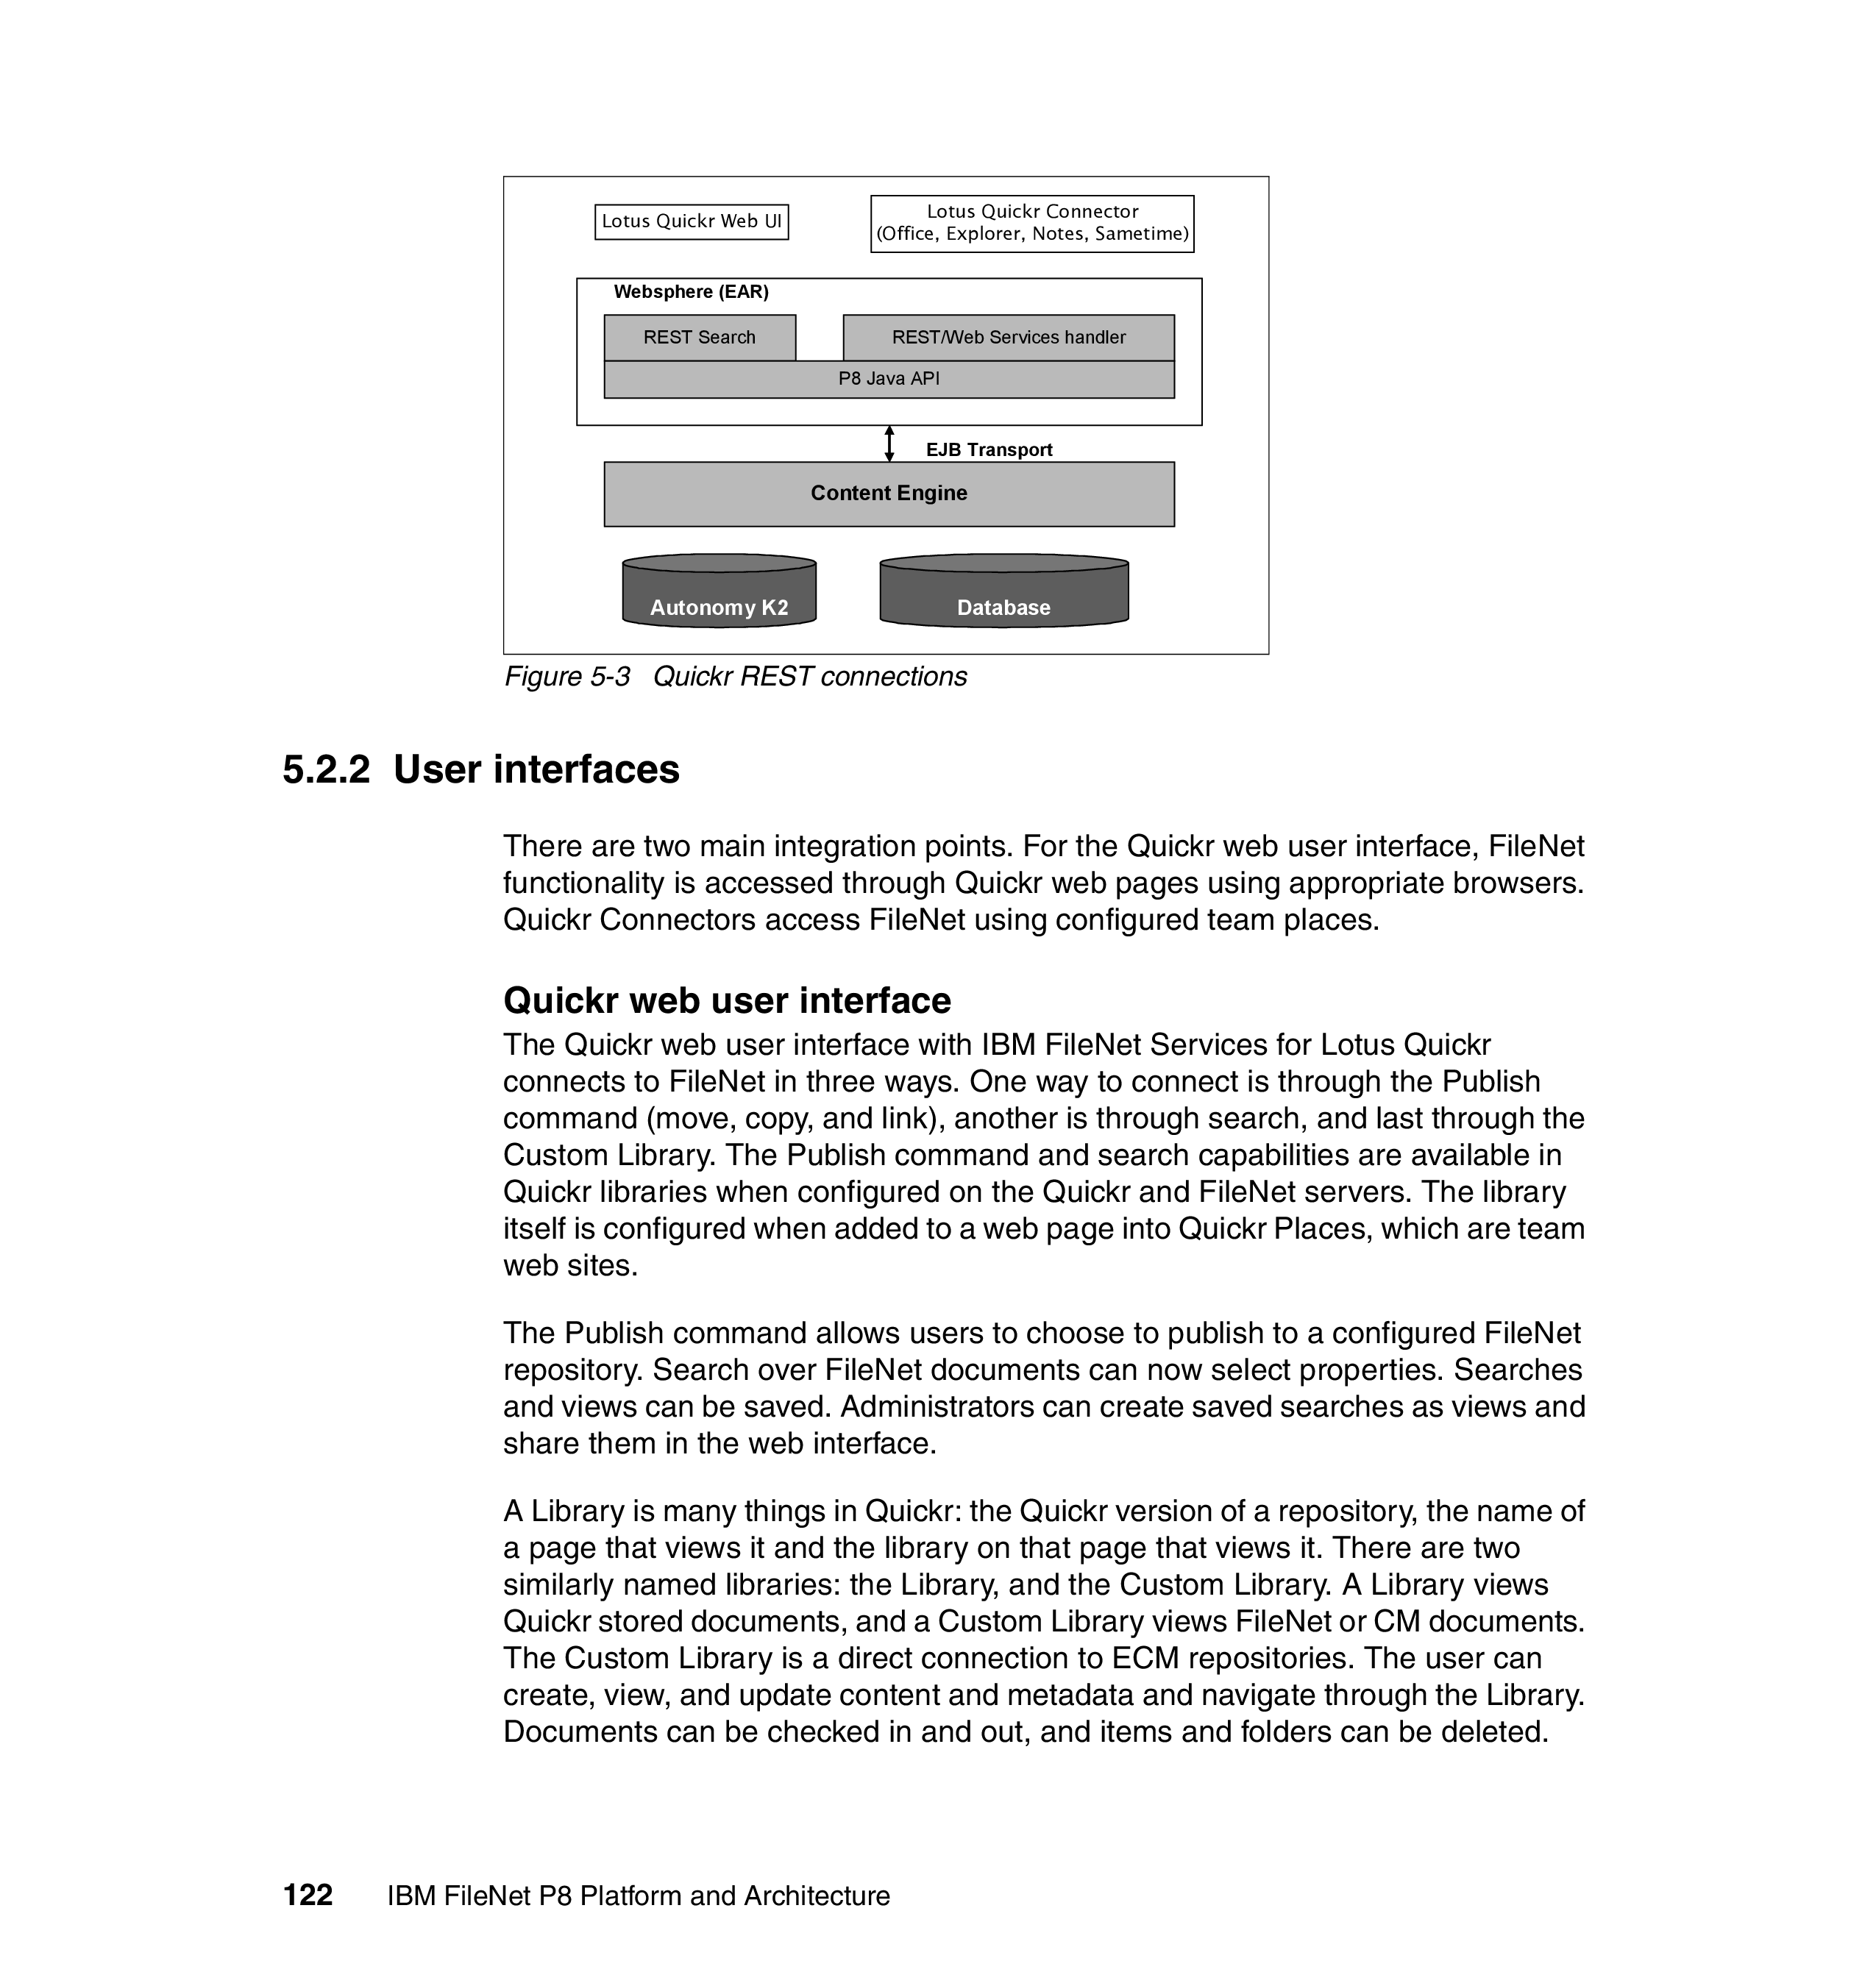 Lotus Quickr Web UI
Lotus Quickr Connector
(Office, Explorer, Notes, Sametime)
Websphere (EAR)
REST Search
REST/Web Services handler
P8 Java API
EJB Transport
Content Engine
Autonomy K2
Database
Figure 5-3   Quickr REST connections
5.2.2  User interfaces
There are two main integration points. For the Quickr web user interface, FileNet
functionality is accessed through Quickr web pages using appropriate browsers.
Quickr Connectors access FileNet using configured team places.
Quickr web user interface
The Quickr web user interface with IBM FileNet Services for Lotus Quickr
connects to FileNet in three ways. One way to connect is through the Publish
command (move, copy, and link), another is through search, and last through the
Custom Library. The Publish command and search capabilities are available in
Quickr libraries when configured on the Quickr and FileNet servers. The library
itself is configured when added to a web page into Quickr Places, which are team
web sites.
The Publish command allows users to choose to publish to a configured FileNet
repository. Search over FileNet documents can now select properties. Searches
and views can be saved. Administrators can create saved searches as views and
share them in the web interface.
A Library is many things in Quickr: the Quickr version of a repository, the name of
a page that views it and the library on that page that views it. There are two
similarly named libraries: the Library, and the Custom Library. A Library views
Quickr stored documents, and a Custom Library views FileNet or CM documents.
The Custom Library is a direct connection to ECM repositories. The user can
create, view, and update content and metadata and navigate through the Library.
Documents can be checked in and out, and items and folders can be deleted.
122    IBM FileNet P8 Platform and Architecture